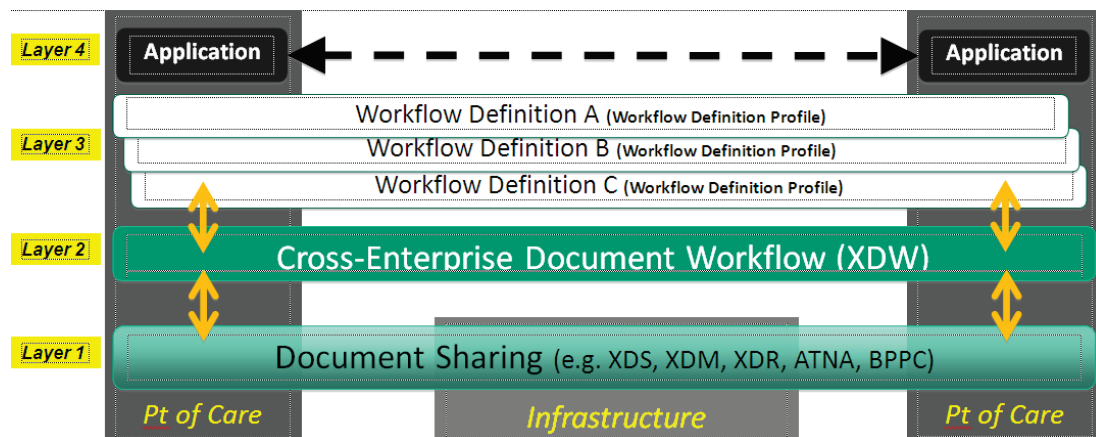 Layer 4
Application
Application
Workflow Definition A (Workflow Definition Profile)
Layer 3
Workflow Definition B (Workflow Definition Profile)
Workflow Definition C (Workflow Definition Profile)
Layer 2
Cross-Enterprise Document Workflow (XDW)
Layer 1
Document Sharing (e.g. XDS, XDM, XDR, ATNA, BPPC)
Pt of Care
Infrastructure
Pt of Care